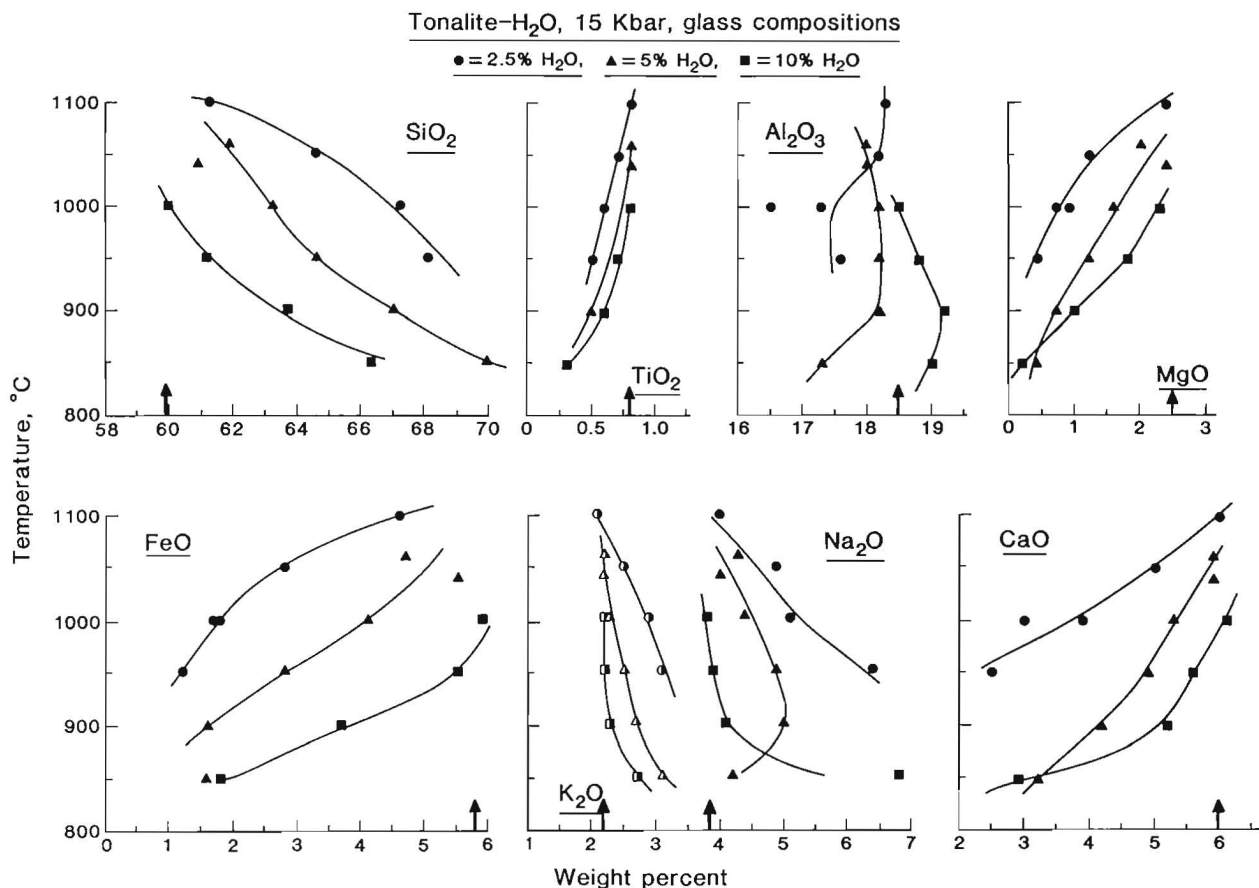 Tonalite-H₂O, 15 Kbar, glass compositions
●= 2.5% H₂O, ▲= 5% H₂O, ■=10% H₂O
Temperature, °C
1100
1000
900
800
SiO₂
58 60 62 64 66 68 70
TiO₂
0 0.5 1.0
Al₂O₃
16 17 18 19
MgO
0 1 2 3
1100
1000
900
800
FeO
0 1 2 3 4 5 6
K₂O
Na₂O
1 2 3 4 5 6 7
CaO
2 3 4 5 6
Weight percent